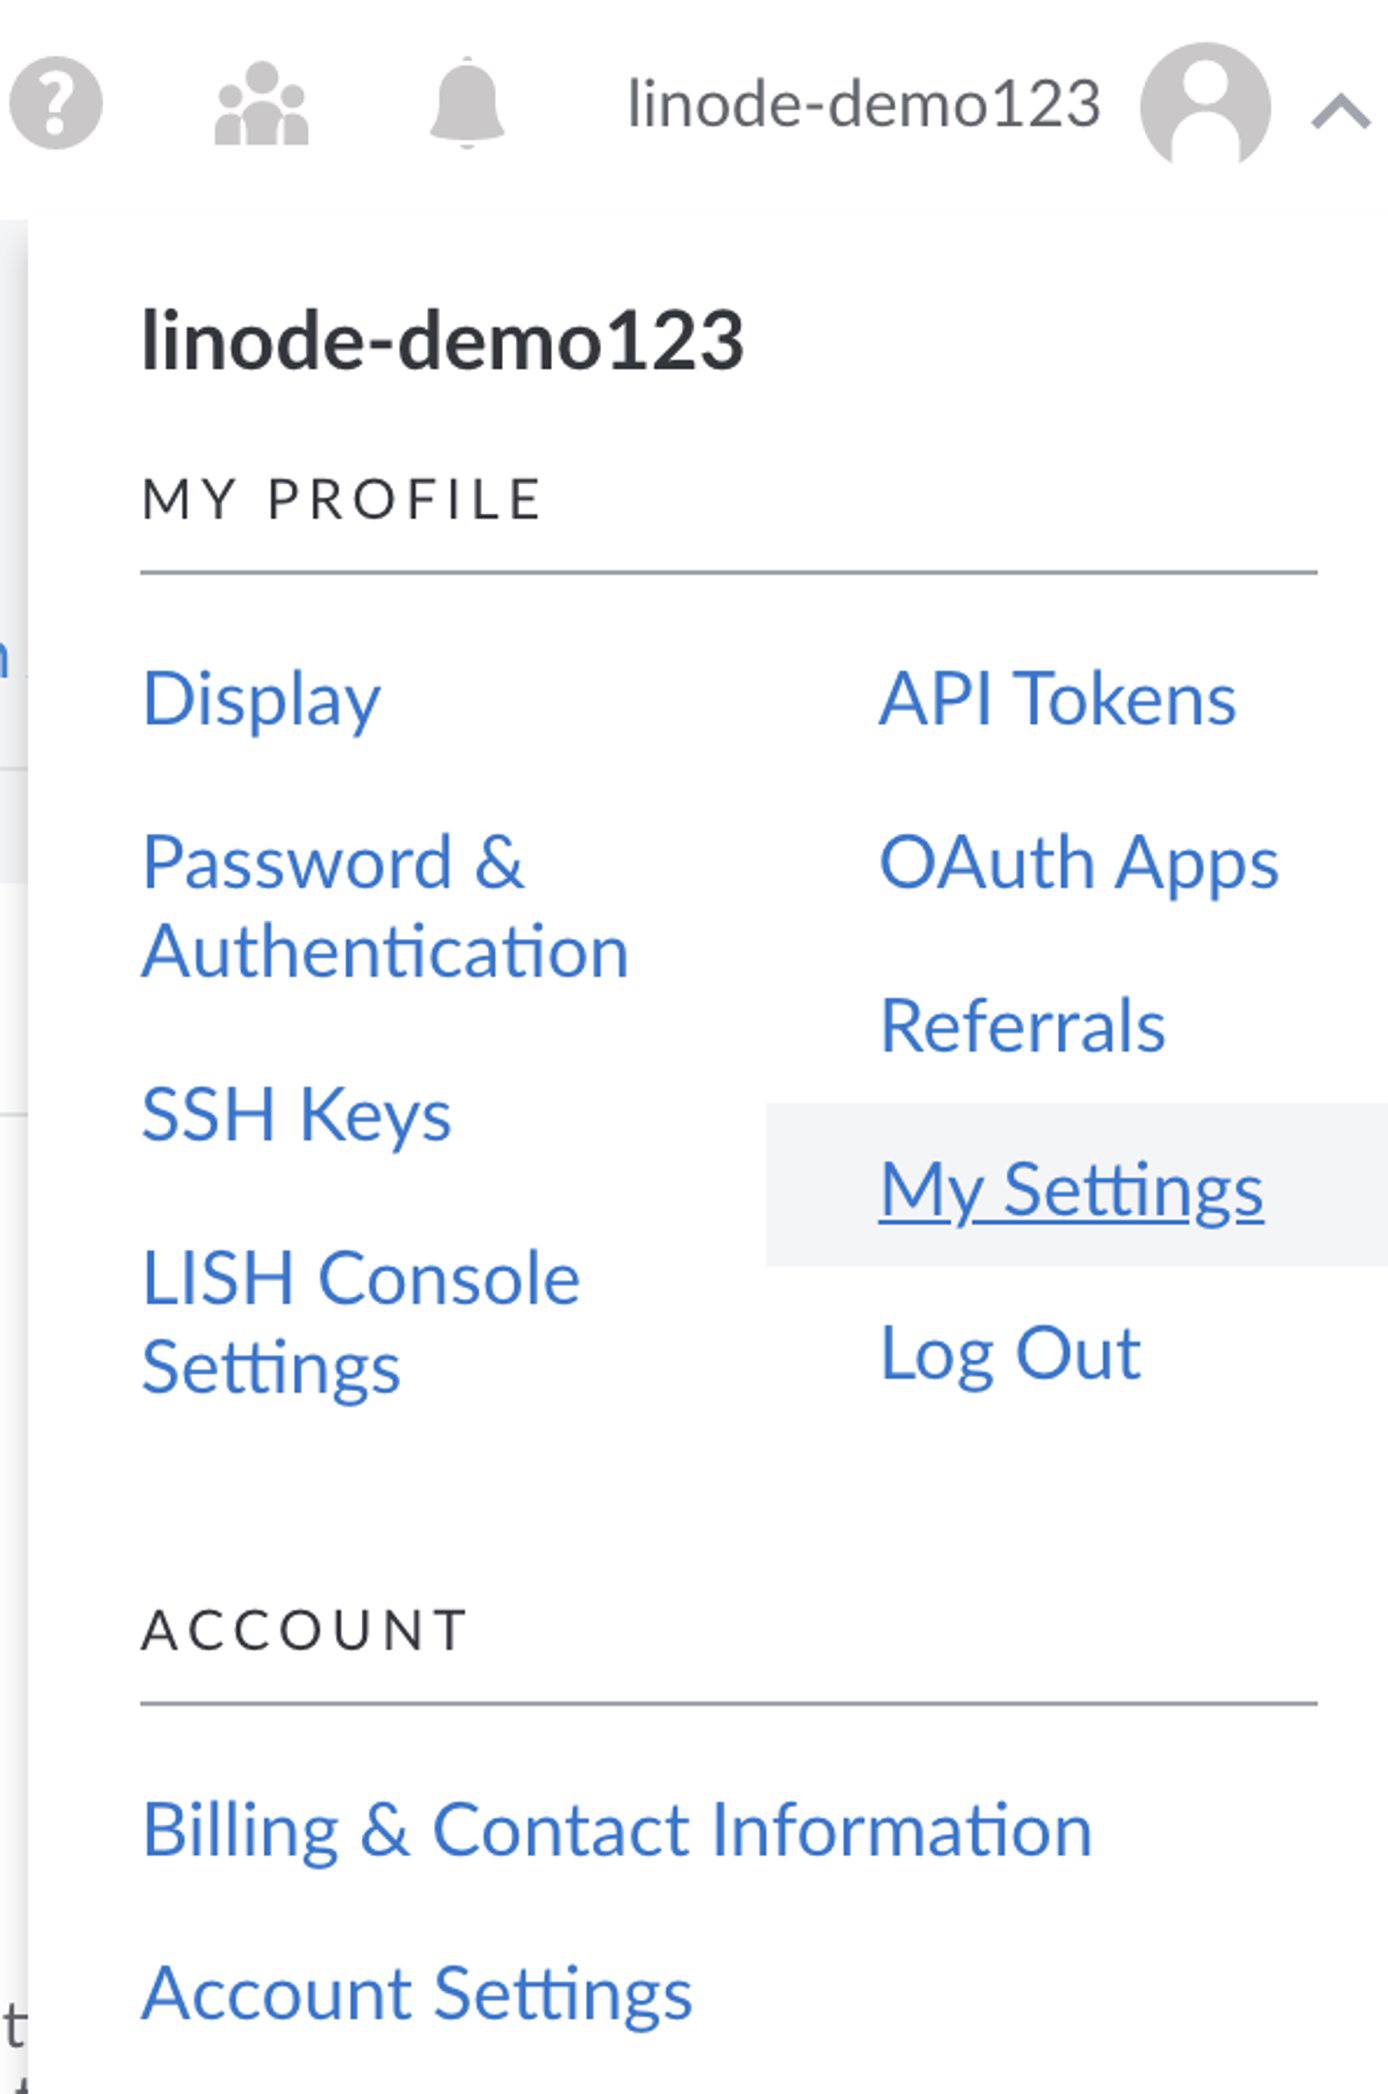 linode-demo123
linode-demo123
MY PROFILE
Display
Password &
Authentication
SSH Keys
LISH Console
Settings
API Tokens
OAuth Apps
Referrals
My Settings
Log Out
ACCOUNT
Billing & Contact Information
Account Settings